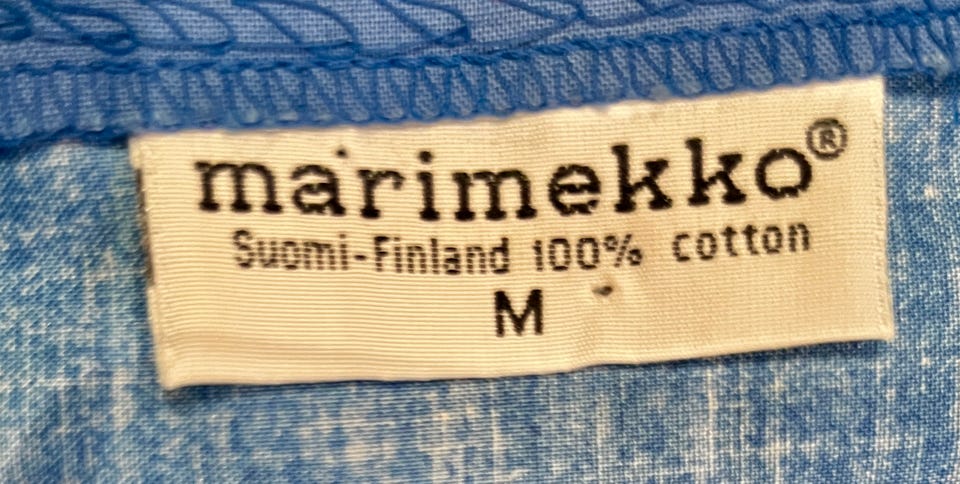 marimekko®
Suomi-Finland 100% cotton
M